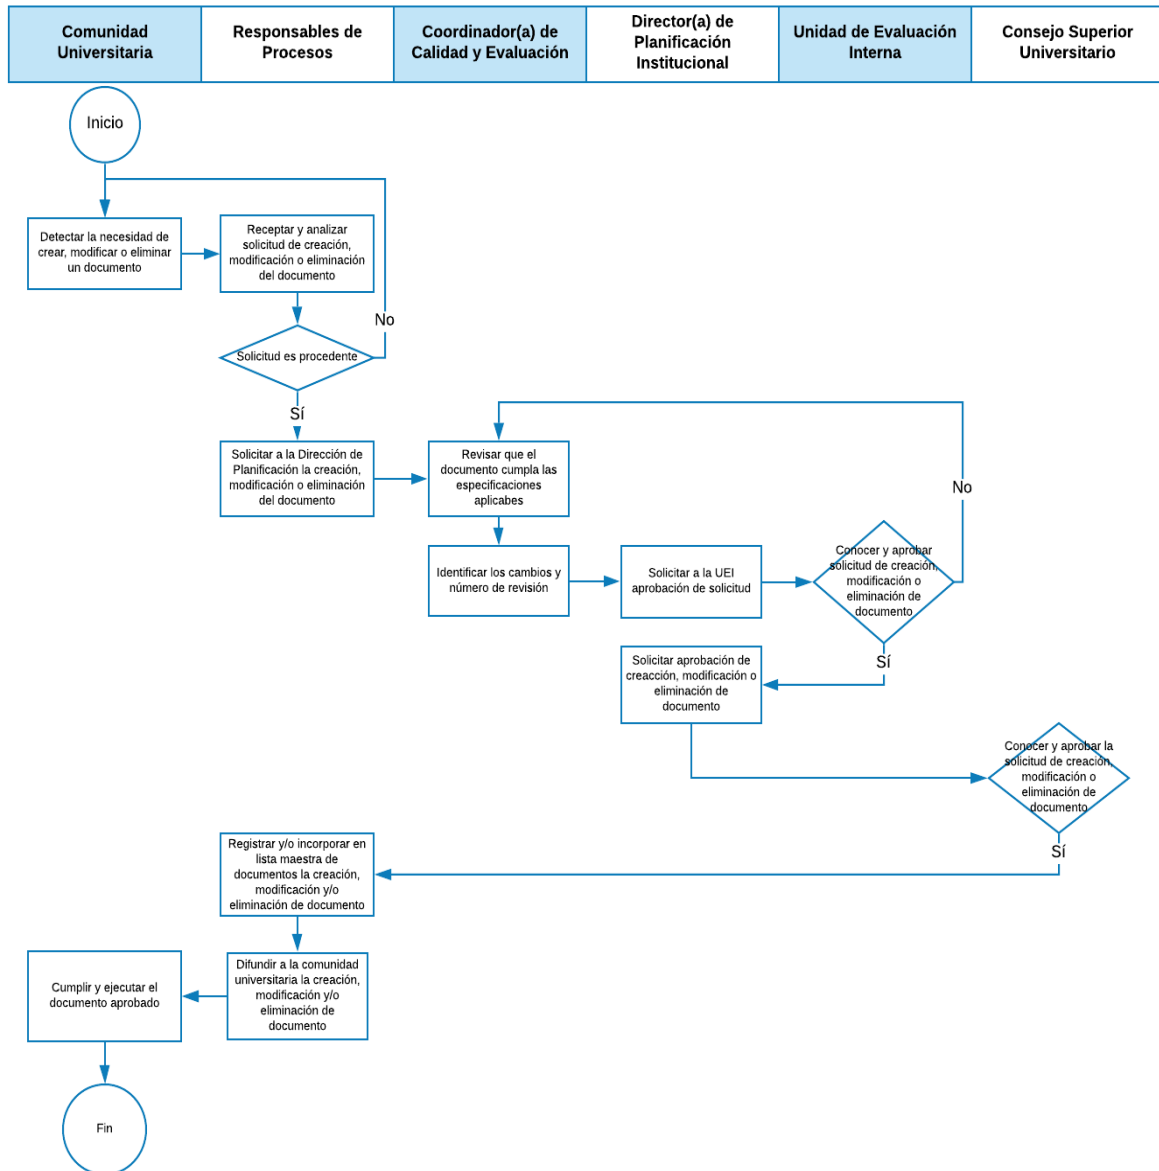 Comunidad
Universitaria
Responsables de
Procesos
Coordinador(a) de
Calidad y Evaluación
Director(a) de
Planificación
Institucional
Unidad de Evaluación
Interna
Consejo Superior
Universitario
Inicio
Detectar la necesidad de
crear, modificar o eliminar
un documento
Receptar y analizar
solicitud de creación,
modificación o eliminación
del documento
No
Solicitud es procedente
Sí
Solicitar a la Dirección de
Planificación la creación,
modificación o eliminación
del documento
Revisar que el
documento cumpla las
especificaciones
aplicabes
No
Identificar los cambios y
número de revisión
Solicitar a la UEI
aprobación de solicitud
Conocer y aprobar
solicitud de creación,
modificación o
eliminación de
documento
Sí
Solicitar aprobación de
creacción, modificación o
eliminación de
documento
Conocer y aprobar la
solicitud de creación,
modificación o
eliminación de
documento
Sí
Registrar y/o incorporar en
lista maestra de
documentos la creación,
modificación y/o
eliminación de documento
Difundir a la comunidad
universitaria la creación,
modificación y/o
eliminación de
documento
Cumplir y ejecutar el
documento aprobado
Fin